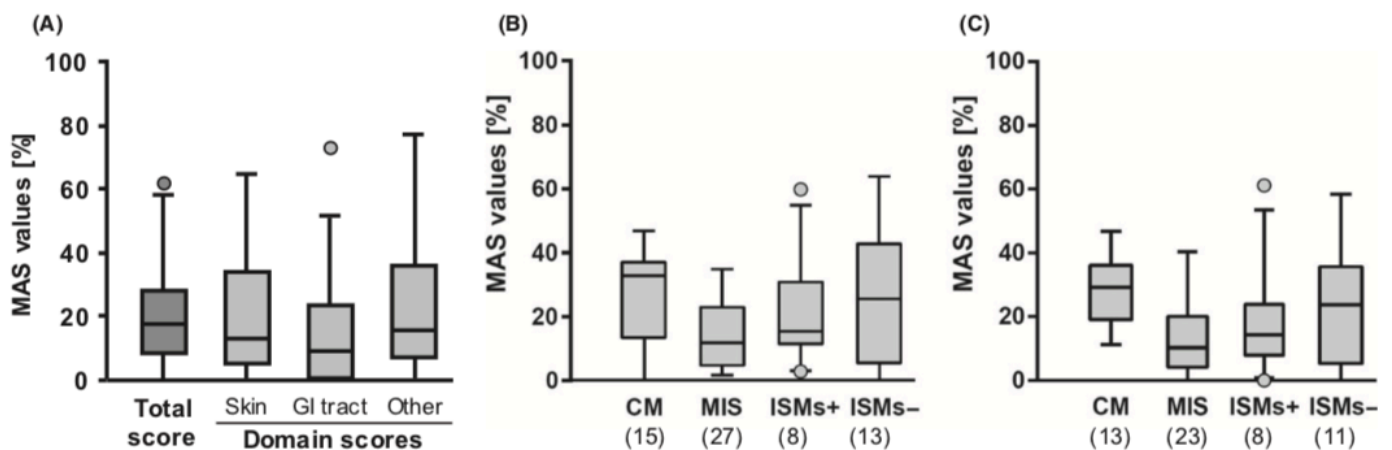 (A)
MAS values [%]
100
80
60
40
20
0
Total score
Skin GI tract Other
Domain scores
(B)
MAS values [%]
100
80
60
40
20
0
CM MIS ISMs+ ISMs–
(15) (27) (8) (13)
(C)
MAS values [%]
100
80
60
40
20
0
CM MIS ISMs+ ISMs–
(13) (23) (8) (11)